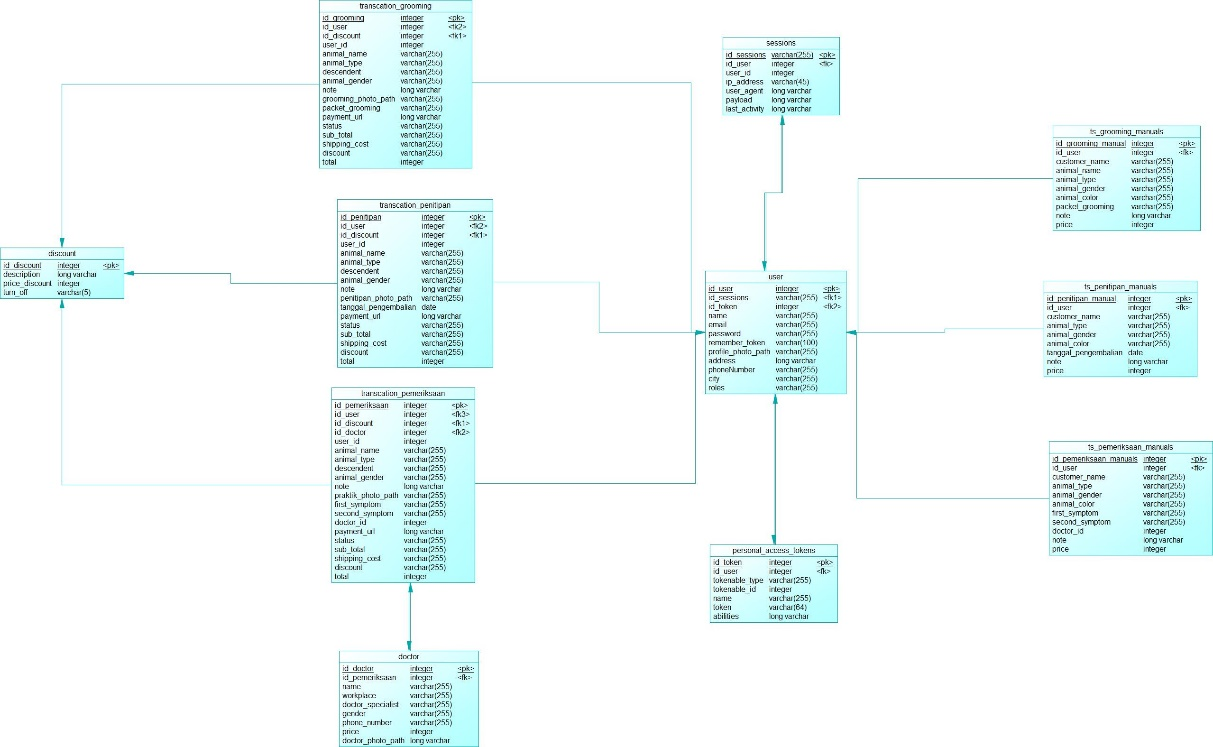 transcation_grooming
id_grooming integer <pk>
id_user integer <fk2>
id_discount integer <fk1>
user_id integer
animal_name varchar(255)
animal_type varchar(255)
descendent varchar(255)
animal_gender varchar(255)
note long varchar
grooming_photo_path varchar(255)
packet_grooming varchar(255)
payment_url long varchar
status varchar(255)
sub_total varchar(255)
shipping_cost varchar(255)
discount varchar(255)
total integer
sessions
id_sessions varchar(255) <pk>
id_user integer <fk>
user_id integer
ip_address varchar(45)
user_agent long varchar
payload long varchar
last_activity long varchar
ts_grooming_manuals
id_grooming_manual integer <pk>
id_user integer <fk>
customer_name varchar(255)
animal_name varchar(255)
animal_type varchar(255)
animal_gender varchar(255)
animal_color varchar(255)
packet_grooming varchar(255)
note long varchar
price integer
transcation_penitipan
id_penitipan integer <pk>
id_user integer <fk2>
id_discount integer <fk1>
user_id integer
animal_name varchar(255)
animal_type varchar(255)
descendent varchar(255)
animal_gender varchar(255)
note long varchar
penitipan_photo_path varchar(255)
tanggal_pengembalian date
payment_url long varchar
status varchar(255)
sub_total varchar(255)
shipping_cost varchar(255)
discount varchar(255)
total integer
discount
id_discount integer <pk>
description long varchar
price_discount integer
turn_off varchar(5)
user
id_user integer <pk>
id_sessions varchar(255) <fk1>
id_token integer <fk2>
name varchar(255)
email varchar(255)
password varchar(255)
remember_token varchar(100)
profile_photo_path varchar(255)
address long varchar
phoneNumber varchar(255)
city varchar(255)
roles varchar(255)
ts_penitipan_manuals
id_penitipan_manual integer <pk>
id_user integer <fk>
customer_name varchar(255)
animal_type varchar(255)
animal_gender varchar(255)
animal_color varchar(255)
tanggal_pengembalian date
note long varchar
price integer
transcation_pemeriksaan
id_pemeriksaan integer <pk>
id_user integer <fk3>
id_discount integer <fk1>
id_doctor integer <fk2>
user_id integer
animal_name varchar(255)
animal_type varchar(255)
descendent varchar(255)
animal_gender varchar(255)
note long varchar
praktik_photo_path varchar(255)
first_symptom varchar(255)
second_symptom varchar(255)
doctor_id integer
payment_url long varchar
status varchar(255)
sub_total varchar(255)
shipping_cost varchar(255)
discount varchar(255)
total integer
ts_pemeriksaan_manuals
id_pemeriksaan_manuals integer <pk>
id_user integer <fk>
customer_name varchar(255)
animal_type varchar(255)
animal_gender varchar(255)
animal_color varchar(255)
first_symptom varchar(255)
second_symptom varchar(255)
doctor_id integer
note long varchar
price integer
personal_access_tokens
id_token integer <pk>
id_user integer <fk>
tokenable_type varchar(255)
tokenable_id integer
name varchar(255)
token varchar(64)
abilities long varchar
doctor
id_doctor integer <pk>
id_pemeriksaan integer <fk>
name varchar(255)
workplace varchar(255)
doctor_specialist varchar(255)
gender varchar(255)
phone_number varchar(255)
price integer
doctor_photo_path long varchar